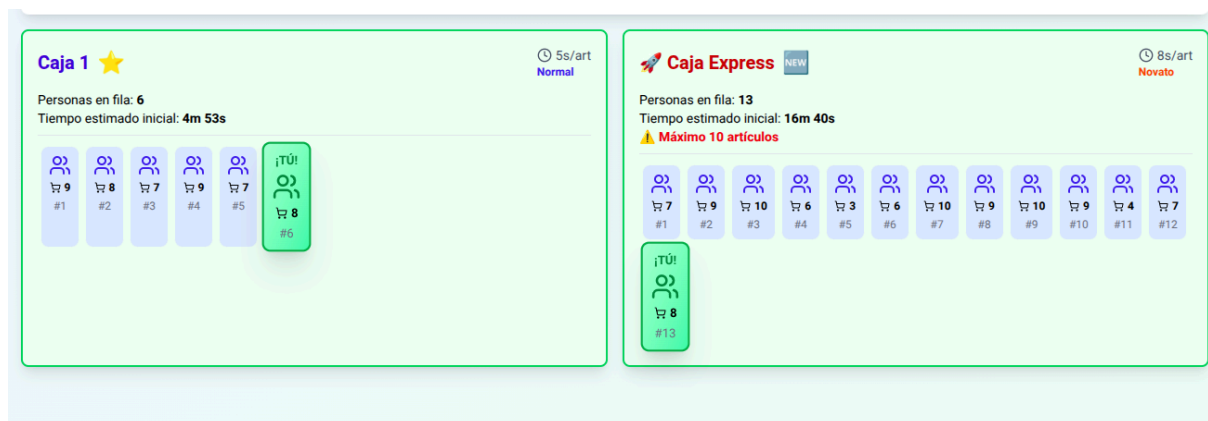 Caja 1 ⭐
5s/art
Normal
Personas en fila: 6
Tiempo estimado inicial: 4m 53s
9 8 7 9 7 ¡TÚ!
#1 #2 #3 #4 #5 8
#6
🚀 Caja Express NEW
8s/art
Novato
Personas en fila: 13
Tiempo estimado inicial: 16m 40s
⚠️ Máximo 10 artículos
7 9 10 6 3 6 10 9 10 9 4 7
#1 #2 #3 #4 #5 #6 #7 #8 #9 #10 #11 #12
¡TÚ!
8
#13